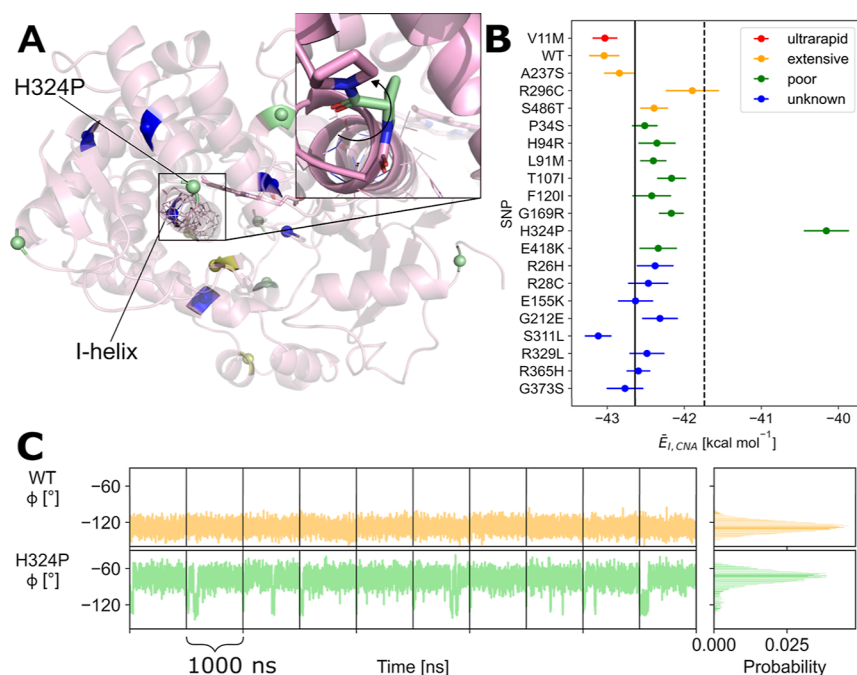 A
H324P
I-helix
B
SNP
V11M
WT
A237S
R296C
S486T
P34S
H94R
L91M
T107I
F120I
G169R
H324P
E418K
R26H
R28C
E155K
G212E
S311L
R329L
R365H
G373S
ultrarapid
extensive
poor
unknown
−43 −42 −41 −40
Ē_{I,CNA} [kcal mol⁻¹]
C
WT
ϕ [°]
−60
−120
H324P
ϕ [°]
−60
−120
1000 ns
Time [ns]
0.000 0.025
Probability